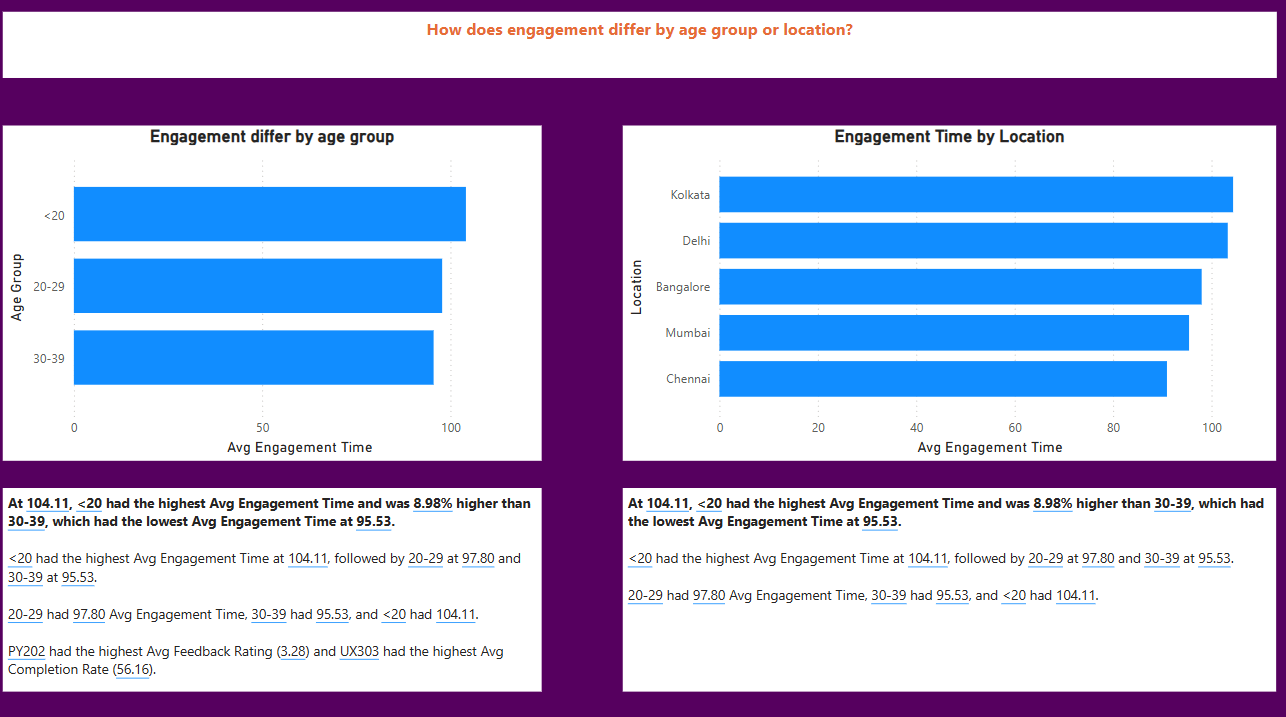 How does engagement differ by age group or location?
Engagement differ by age group
Age Group
<20
20-29
30-39
0 50 100
Avg Engagement Time
Engagement Time by Location
Location
Kolkata
Delhi
Bangalore
Mumbai
Chennai
0 20 40 60 80 100
Avg Engagement Time
At 104.11, <20 had the highest Avg Engagement Time and was 8.98% higher than
30-39, which had the lowest Avg Engagement Time at 95.53.
<20 had the highest Avg Engagement Time at 104.11, followed by 20-29 at 97.80 and
30-39 at 95.53.
20-29 had 97.80 Avg Engagement Time, 30-39 had 95.53, and <20 had 104.11.
PY202 had the highest Avg Feedback Rating (3.28) and UX303 had the highest Avg
Completion Rate (56.16).
At 104.11, <20 had the highest Avg Engagement Time and was 8.98% higher than 30-39, which had
the lowest Avg Engagement Time at 95.53.
<20 had the highest Avg Engagement Time at 104.11, followed by 20-29 at 97.80 and 30-39 at 95.53.
20-29 had 97.80 Avg Engagement Time, 30-39 had 95.53, and <20 had 104.11.